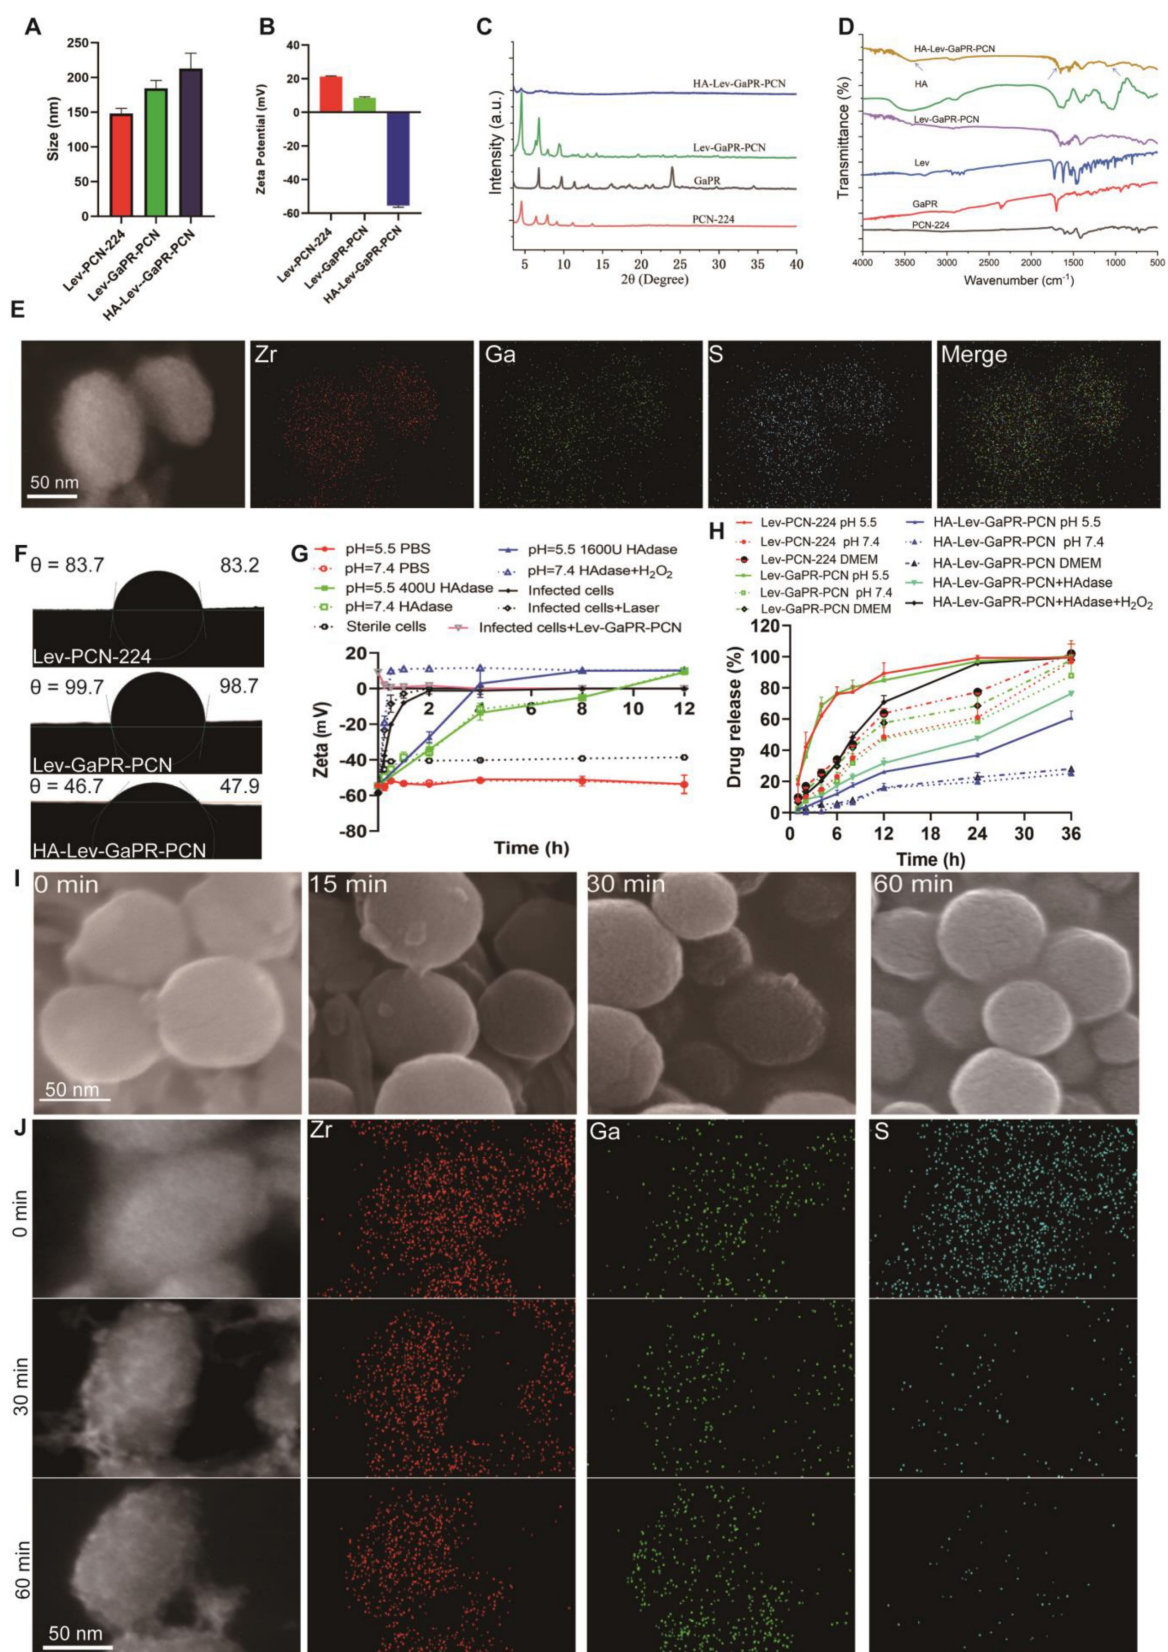 A
Size (nm)
250
200
150
100
50
0
Lev-PCN-224
Lev-GaPR-PCN
HA-Lev--GaPR-PCN
B
Zeta Potential (mV)
40
20
0
-20
-40
-60
Lev-PCN-224
Lev-GaPR-PCN
HA-Lev-GaPR-PCN
C
Intensity (a.u.)
HA-Lev-GaPR-PCN
Lev-GaPR-PCN
GaPR
PCN-224
5 10 15 20 25 30 35 40
2θ (Degree)
D
Transmittance (%)
HA-Lev-GaPR-PCN
HA
Lev-GaPR-PCN
Lev
GaPR
PCN-224
4000 3500 3000 2500 2000 1500 1000 500
Wavenumber (cm⁻¹)
E
50 nm
Zr
Ga
S
Merge
F
θ = 83.7 83.2
Lev-PCN-224
θ = 99.7 98.7
Lev-GaPR-PCN
θ = 46.7 47.9
HA-Lev-GaPR-PCN
G
pH=5.5 PBS
pH=7.4 PBS
pH=5.5 400U HAdase
pH=7.4 HAdase
Sterile cells
pH=5.5 1600U HAdase
pH=7.4 HAdase+H₂O₂
Infected cells
Infected cells+Laser
Infected cells+Lev-GaPR-PCN
Zeta (mV)
20
0
-20
-40
-60
-80
2 4 6 8 10 12
Time (h)
H
Lev-PCN-224 pH 5.5
Lev-PCN-224 pH 7.4
Lev-PCN-224 DMEM
Lev-GaPR-PCN pH 5.5
Lev-GaPR-PCN pH 7.4
Lev-GaPR-PCN DMEM
HA-Lev-GaPR-PCN pH 5.5
HA-Lev-GaPR-PCN pH 7.4
HA-Lev-GaPR-PCN DMEM
HA-Lev-GaPR-PCN+HAdase
HA-Lev-GaPR-PCN+HAdase+H₂O₂
Drug release (%)
120
100
80
60
40
20
0
0 6 12 18 24 30 36
Time (h)
I
0 min
15 min
30 min
60 min
50 nm
J
Zr
Ga
S
0 min
30 min
60 min
50 nm